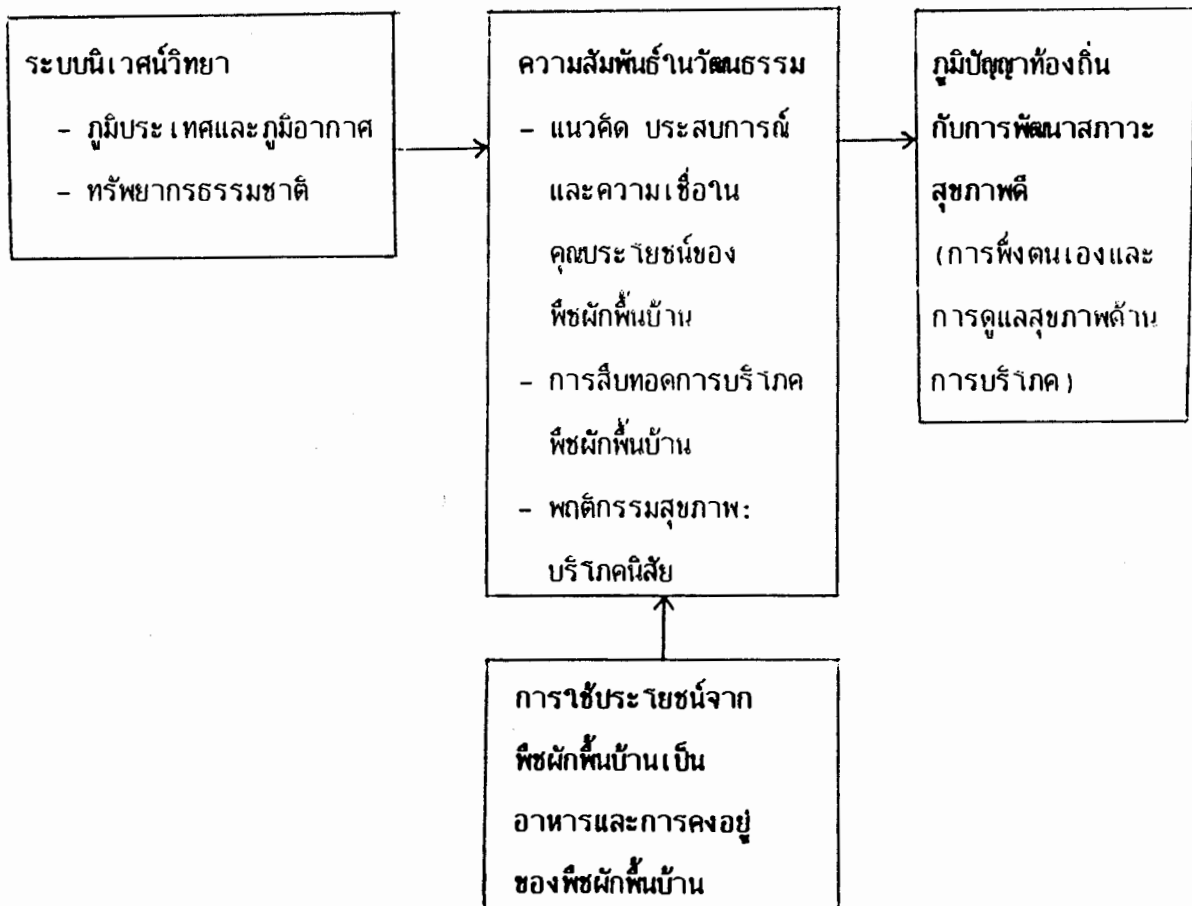 ระบบนิเวศน์วิทยา
- ภูมิประเทศและภูมิอากาศ
- ทรัพยากรธรรมชาติ
ความสัมพันธ์ในวัฒนธรรม
- แนวคิด ประสบการณ์
และความเชื่อใน
คุณประโยชน์ของ
พืชผักพื้นบ้าน
- การสืบทอดการบริโภค
พืชผักพื้นบ้าน
- พฤติกรรมสุขภาพ:
บริโภคนิสัย
ภูมิปัญญาท้องถิ่น
กับการพัฒนาสภาวะ
สุขภาพดี
(การพึ่งตนเองและ
การดูแลสุขภาพด้าน
การบริโภค)
การใช้ประโยชน์จาก
พืชผักพื้นบ้านเป็น
อาหารและการคงอยู่
ของพืชผักพื้นบ้าน